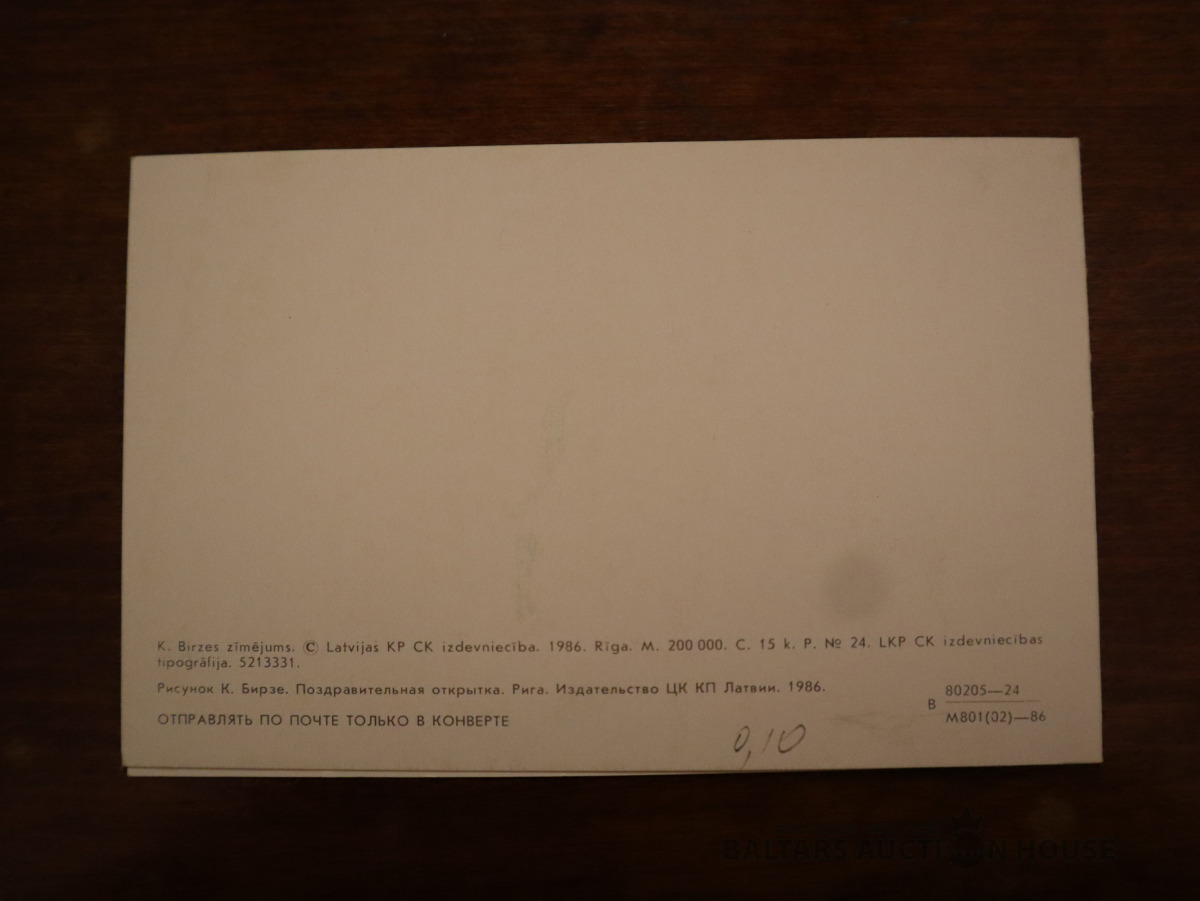 K. Birzes zīmējums. © Latvijas KP CK izdevniecība. 1986. Rīga. M. 200 000. C. 15 k. P. № 24. LKP CK izdevniecības
tipogrāfija. 5213331.
Рисунок К. Бирзе. Поздравительная открытка. Рига. Издательство ЦК КП Латвии. 1986.
В 80205—24
М801(02)—86
ОТПРАВЛЯТЬ ПО ПОЧТЕ ТОЛЬКО В КОНВЕРТЕ
0,10
BALTARS AUCTION HOUSE